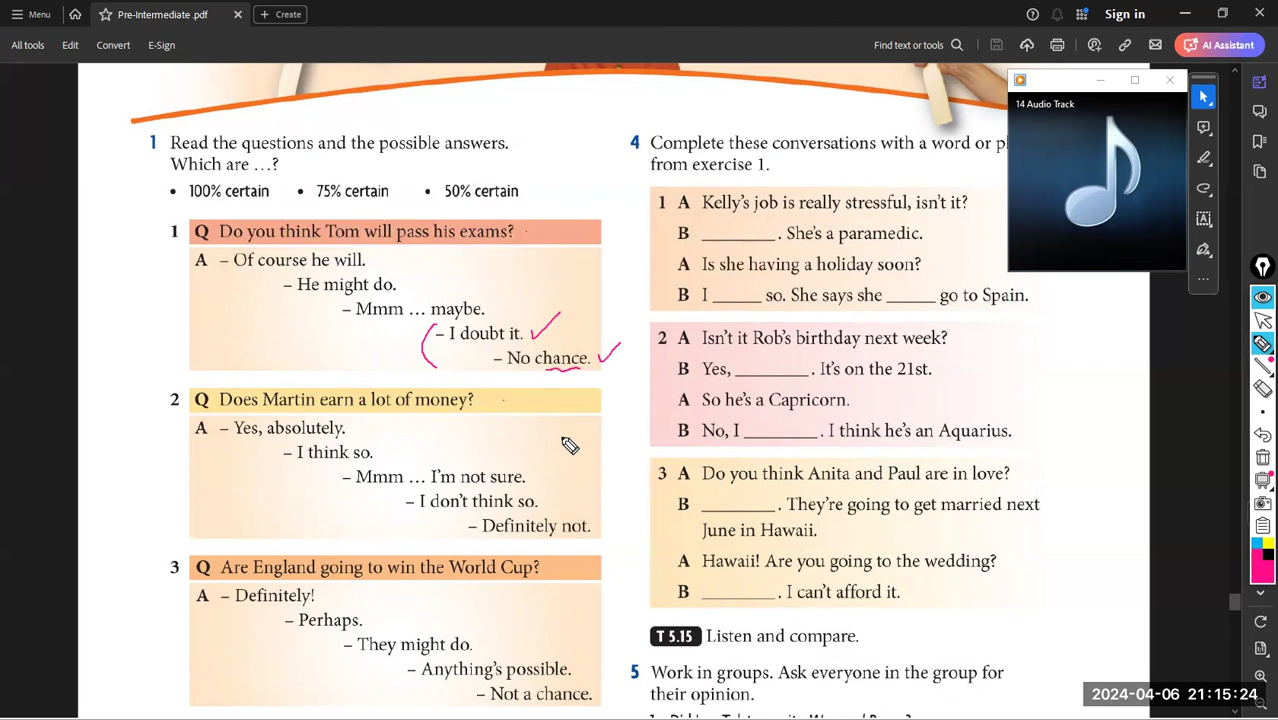 Menu
Pre-Intermediate .pdf
Create
Sign in
All tools
Edit
Convert
E-Sign
Find text or tools
AI Assistant
14 Audio Track
1 Read the questions and the possible answers.
Which are …?
• 100% certain • 75% certain • 50% certain
1 Q Do you think Tom will pass his exams?
A – Of course he will.
– He might do.
– Mmm … maybe.
– I doubt it.
– No chance.
2 Q Does Martin earn a lot of money?
A – Yes, absolutely.
– I think so.
– Mmm … I'm not sure.
– I don't think so.
– Definitely not.
3 Q Are England going to win the World Cup?
A – Definitely!
– Perhaps.
– They might do.
– Anything's possible.
– Not a chance.
4 Complete these conversations with a word or
from exercise 1.
1 A Kelly's job is really stressful, isn't it?
B ________ . She's a paramedic.
A Is she having a holiday soon?
B I _____ so. She says she _____ go to Spain.
2 A Isn't it Rob's birthday next week?
B Yes, ________ . It's on the 21st.
A So he's a Capricorn.
B No, I ________ . I think he's an Aquarius.
3 A Do you think Anita and Paul are in love?
B ________ . They're going to get married next
June in Hawaii.
A Hawaii! Are you going to the wedding?
B ________ . I can't afford it.
T 5.15 Listen and compare.
5 Work in groups. Ask everyone in the group for
their opinion.
2024-04-06 21:15:24